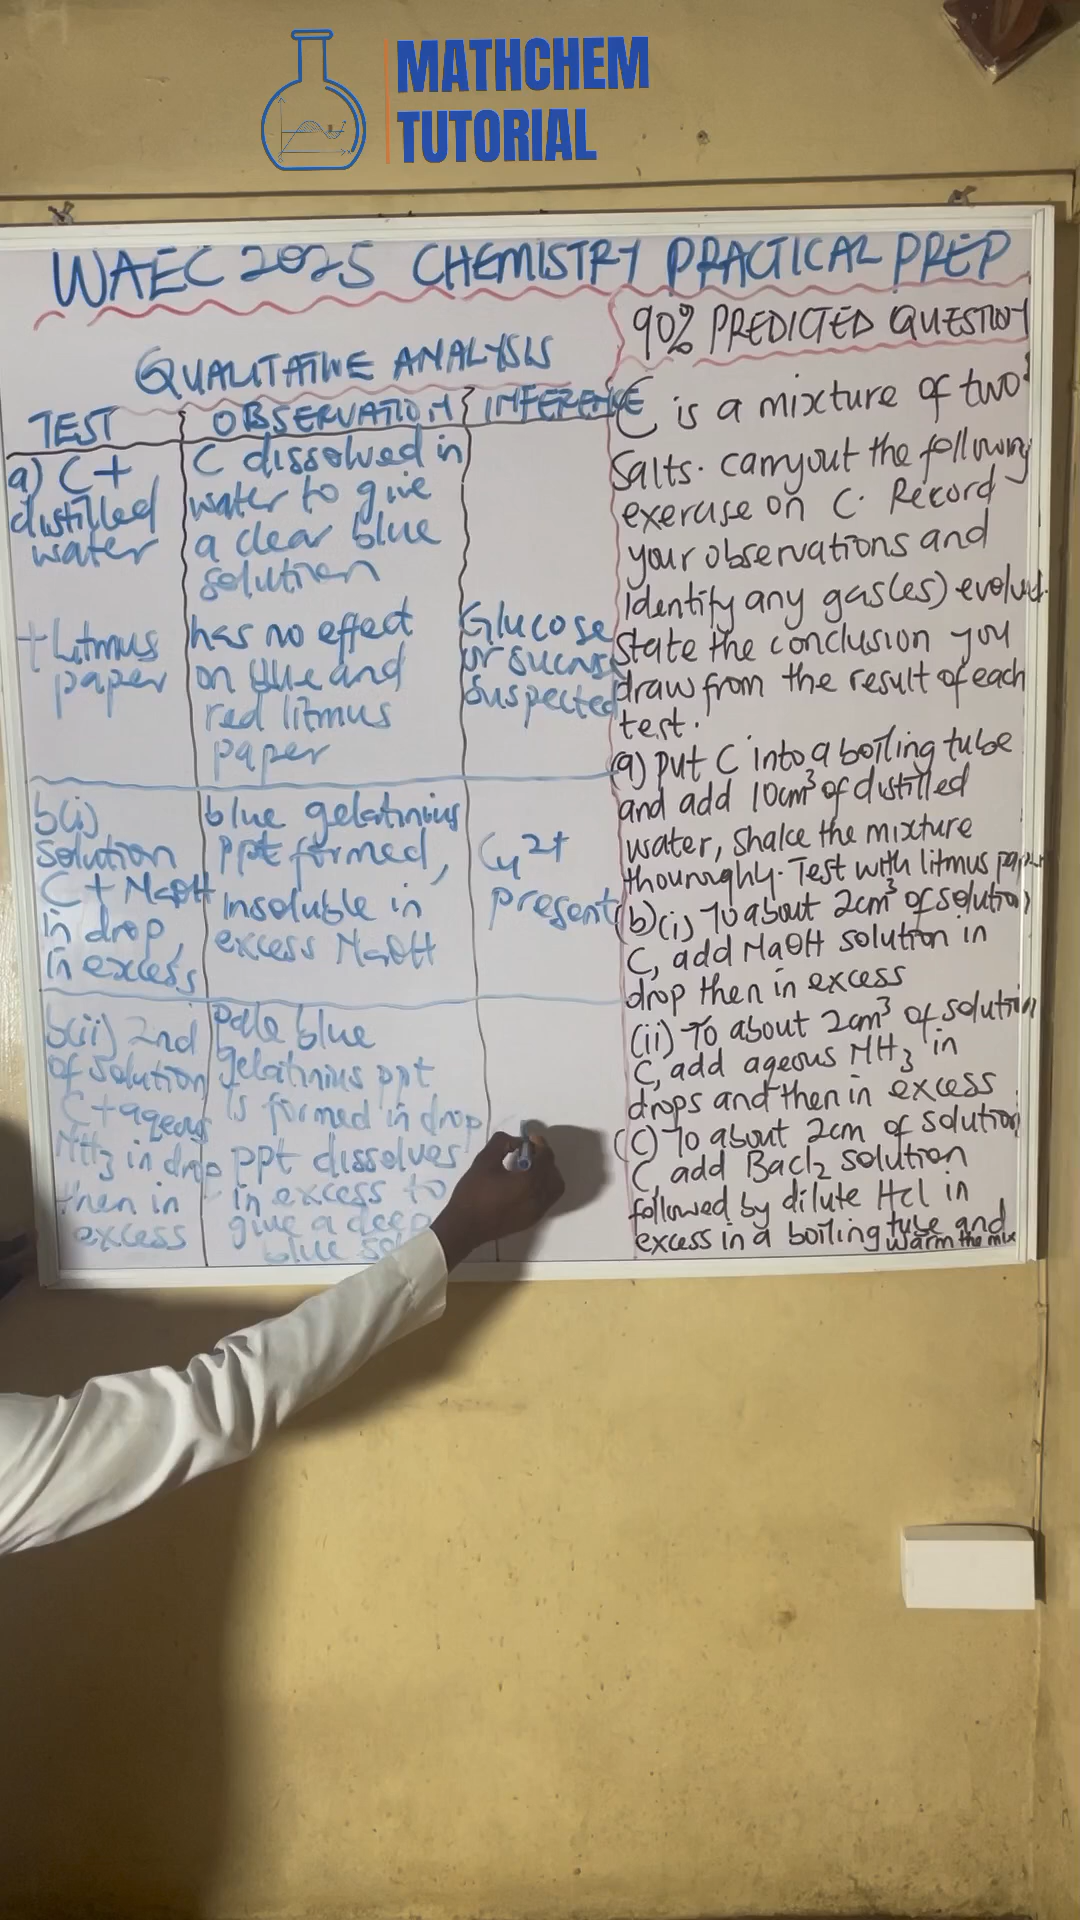 MATHCHEM
TUTORIAL
WAEC 2025 CHEMISTRY PRACTICAL PREP
QUALITATIVE ANALYSIS
TEST OBSERVATION INFERENCE
a) C +
distilled
water
C dissolved in
water to give
a clear blue
solution
+ Litmus
paper
has no effect
on blue and
red litmus
paper
Glucose
or sucrose
suspected
b(i)
solution
C + NaOH
in drop,
in excess
blue gelatinius
ppt formed,
insoluble in
excess NaOH
Cu2+
present
b(ii) 2nd
of solution
C + aqeous
NH3 in drop
then in
excess
pale blue
gelatinius ppt
is formed in drop
ppt dissolves
in excess to
give a deep
blue
90% PREDICTED QUESTION
C is a mixture of two
salts. carryout the following
exercise on C. Record
your observations and
identify any gas(es) evolved.
state the conclusion you
draw from the result of each
test.
(a) put C into a boiling tube
and add 10cm³ of distilled
water, shake the mixture
thouroughly. Test with litmus paper
(b)(i) To about 2cm³ of solution
C, add NaOH solution in
drop then in excess
(ii) To about 2cm³ of solution
C, add ageous NH3 in
drops and then in excess
(C) To about 2cm of solution
C, add BaCl2 solution
followed by dilute Hcl in
excess in a boiling tube and
warm the mix